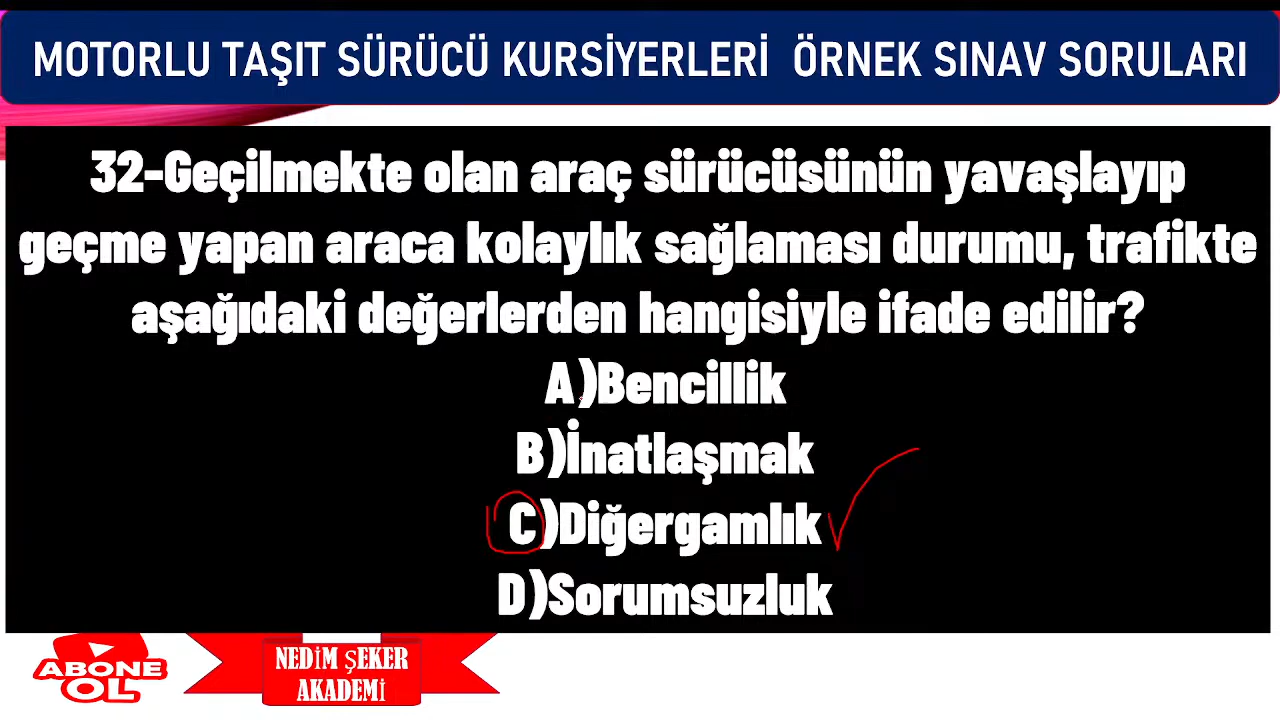 MOTORLU TAŞIT SÜRÜCÜ KURSİYERLERİ ÖRNEK SINAV SORULARI
32-Geçilmekte olan araç sürücüsünün yavaşlayıp
geçme yapan araca kolaylık sağlaması durumu, trafikte
aşağıdaki değerlerden hangisiyle ifade edilir?
A)Bencillik
B)İnatlaşmak
C)Diğergamlık
D)Sorumsuzluk
ABONE
OL
NEDİM ŞEKER
AKADEMİ